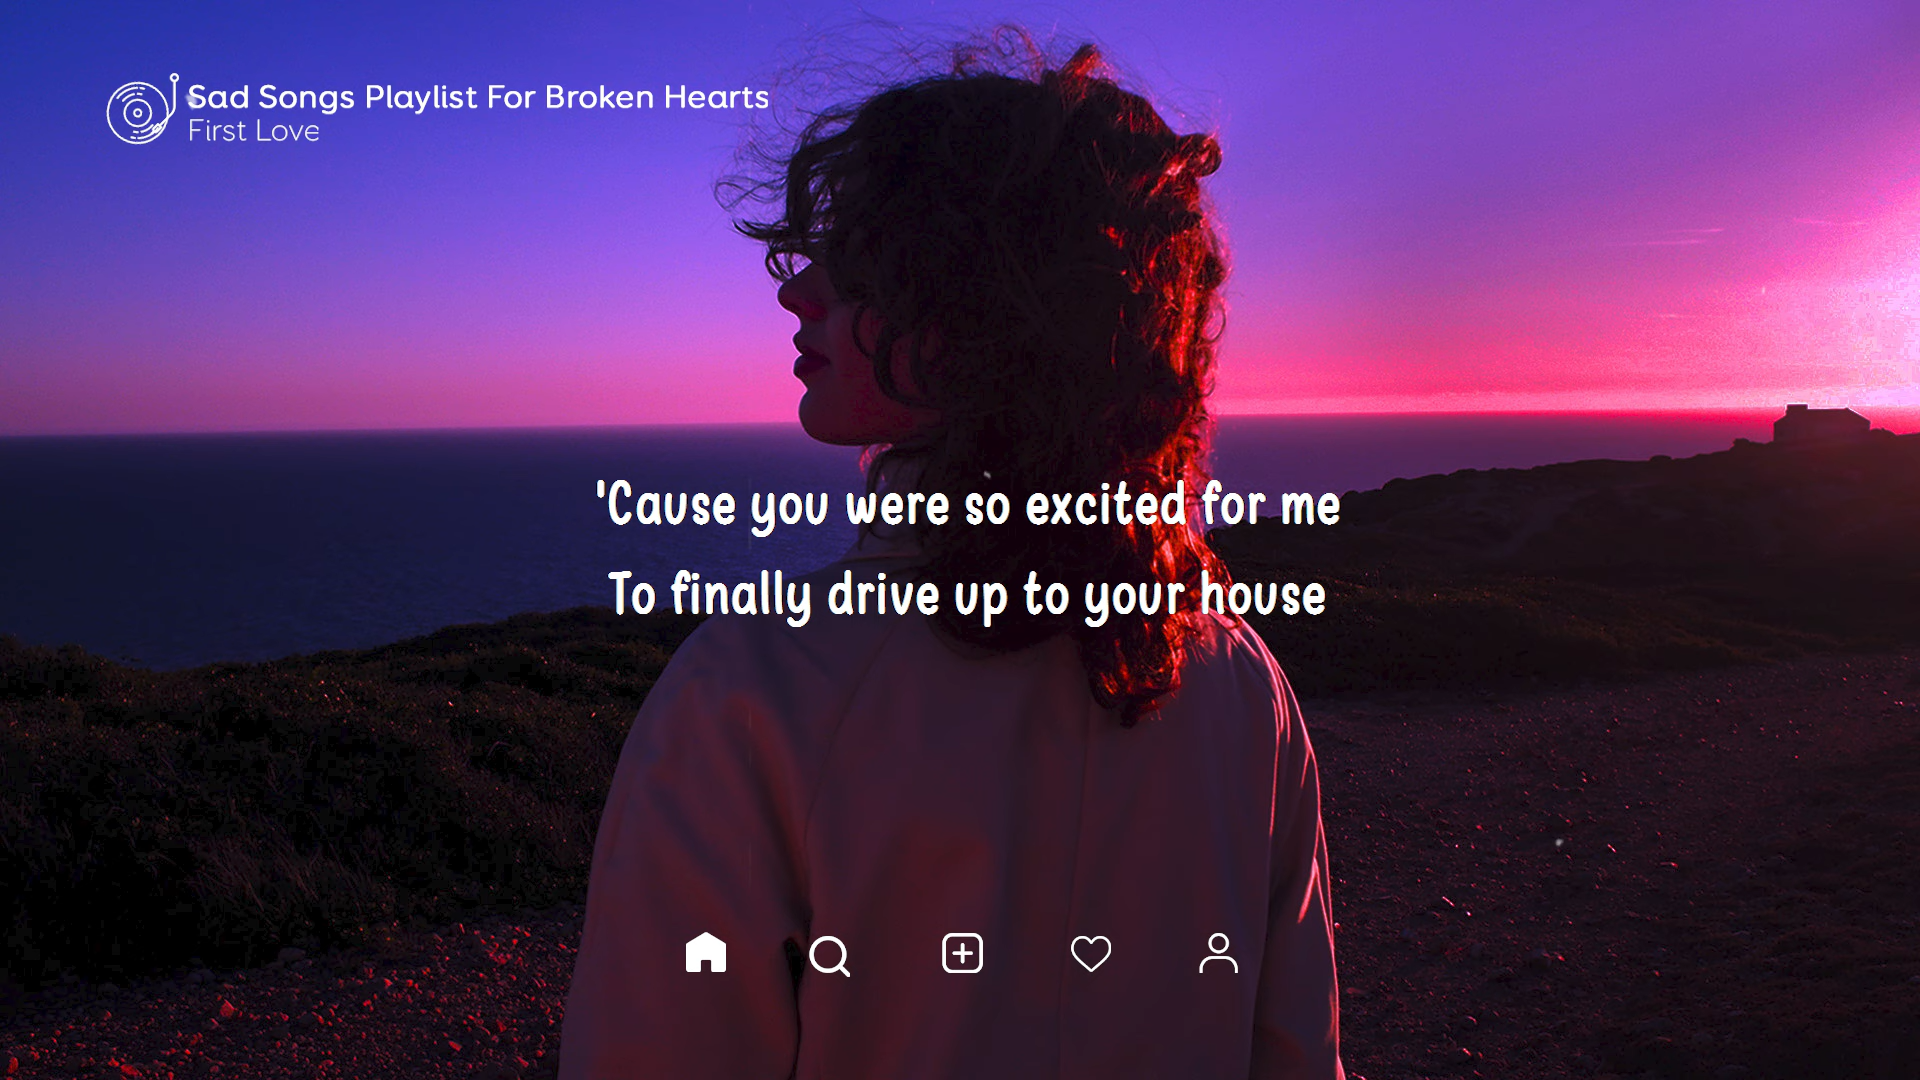 Sad Songs Playlist For Broken Hearts
First Love
'Cause you were so excited for me
To finally drive up to your house